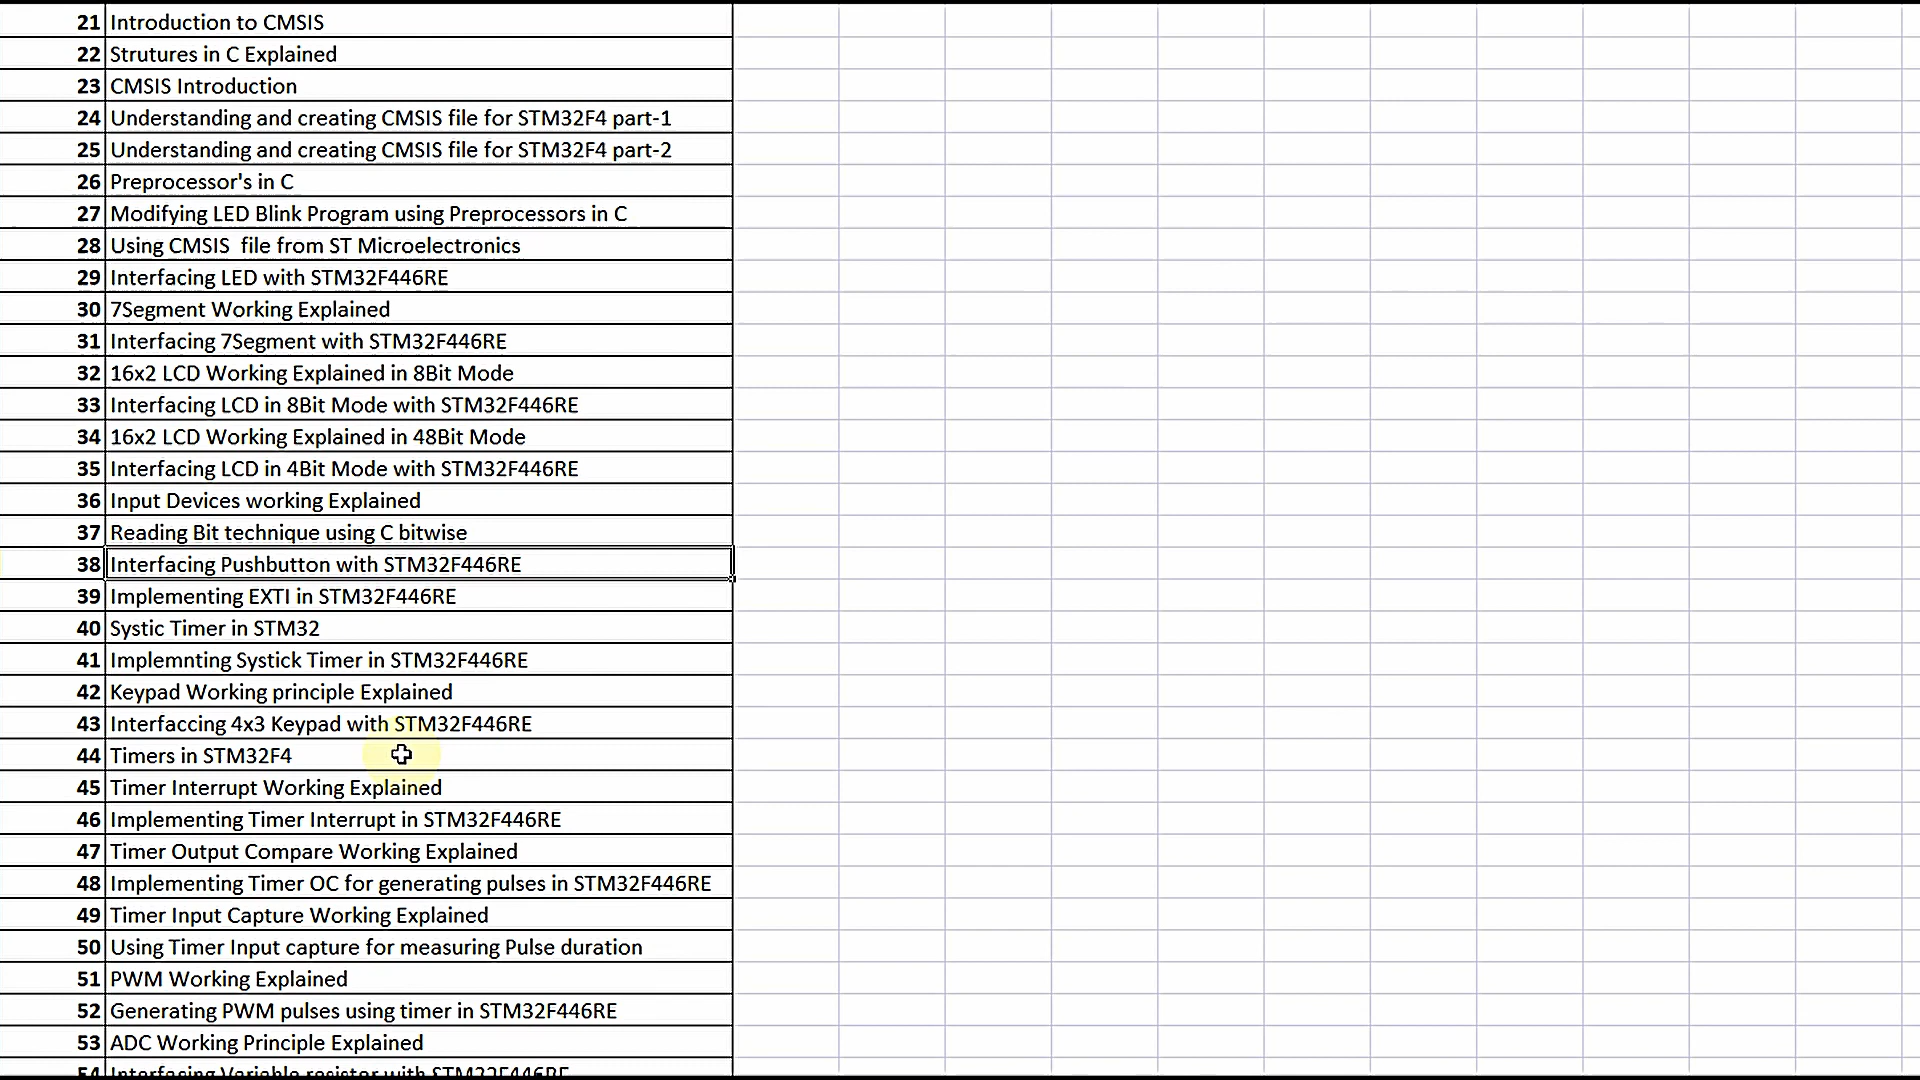 21 Introduction to CMSIS
22 Strutures in C Explained
23 CMSIS Introduction
24 Understanding and creating CMSIS file for STM32F4 part-1
25 Understanding and creating CMSIS file for STM32F4 part-2
26 Preprocessor's in C
27 Modifying LED Blink Program using Preprocessors in C
28 Using CMSIS  file from ST Microelectronics
29 Interfacing LED with STM32F446RE
30 7Segment Working Explained
31 Interfacing 7Segment with STM32F446RE
32 16x2 LCD Working Explained in 8Bit Mode
33 Interfacing LCD in 8Bit Mode with STM32F446RE
34 16x2 LCD Working Explained in 48Bit Mode
35 Interfacing LCD in 4Bit Mode with STM32F446RE
36 Input Devices working Explained
37 Reading Bit technique using C bitwise
38 Interfacing Pushbutton with STM32F446RE
39 Implementing EXTI in STM32F446RE
40 Systic Timer in STM32
41 Implemnting Systick Timer in STM32F446RE
42 Keypad Working principle Explained
43 Interfaccing 4x3 Keypad with STM32F446RE
44 Timers in STM32F4
45 Timer Interrupt Working Explained
46 Implementing Timer Interrupt in STM32F446RE
47 Timer Output Compare Working Explained
48 Implementing Timer OC for generating pulses in STM32F446RE
49 Timer Input Capture Working Explained
50 Using Timer Input capture for measuring Pulse duration
51 PWM Working Explained
52 Generating PWM pulses using timer in STM32F446RE
53 ADC Working Principle Explained
54 Interfacing Variable resistor with STM32F446RE